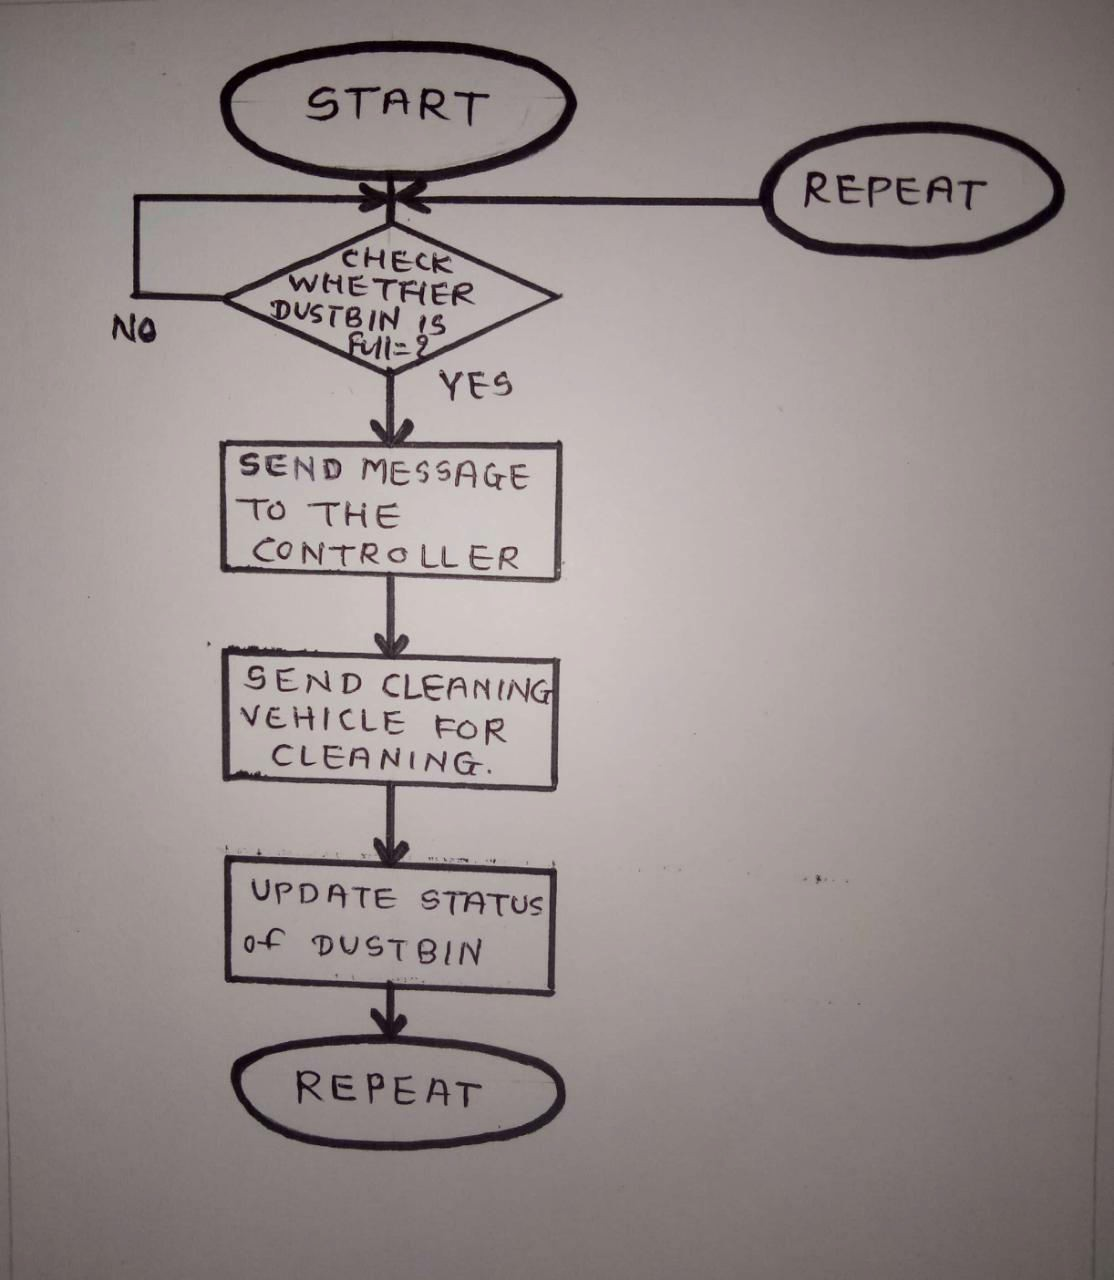 START
REPEAT
CHECK
WHETHER
DUSTBIN IS
Full=?
NO
YES
SEND MESSAGE
TO THE
CONTROLLER
SEND CLEANING
VEHICLE FOR
CLEANING.
UPDATE STATUS
of DUSTBIN
REPEAT